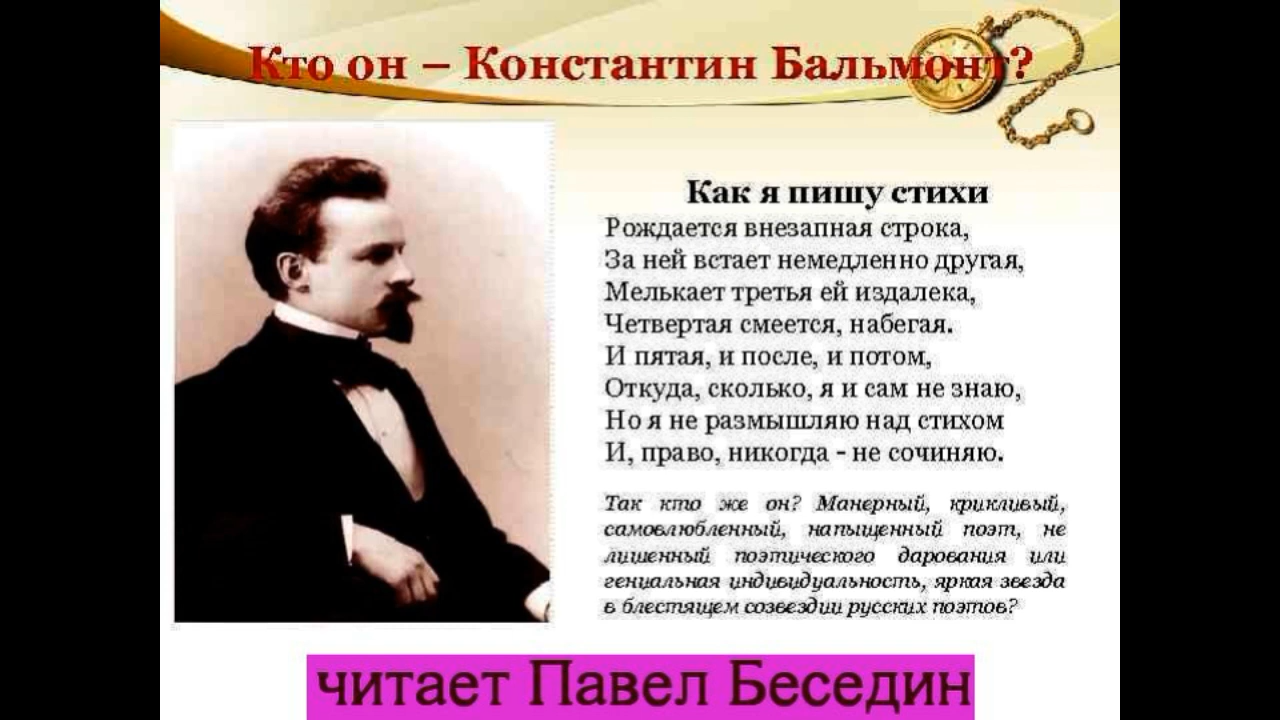 Кто он – Константин Бальмонт?
Как я пишу стихи
Рождается внезапная строка,
За ней встает немедленно другая,
Мелькает третья ей издалека,
Четвертая смеется, набегая.
И пятая, и после, и потом,
Откуда, сколько, я и сам не знаю,
Но я не размышляю над стихом
И, право, никогда - не сочиняю.
Так кто же он? Манерный, крикливый,
самовлюбленный, напыщенный поэт, не
лишенный поэтического дарования или
гениальная индивидуальность, яркая звезда
в блестящем созвездии русских поэтов?
читает Павел Беседин